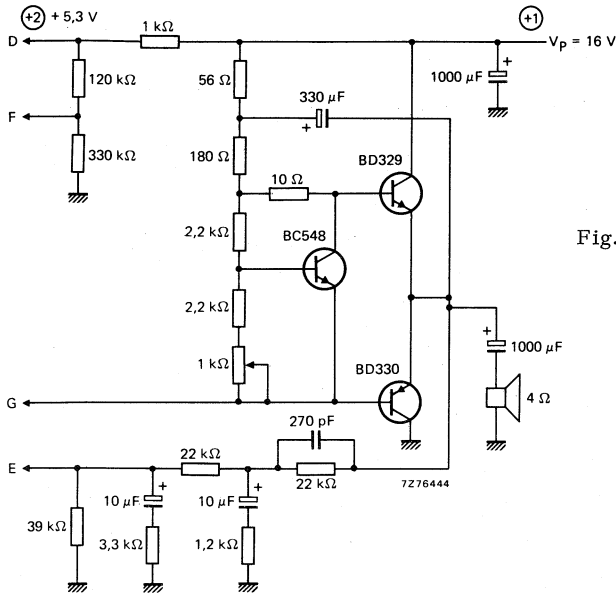 +2 + 5,3 V
+1
D
1 kΩ
V_P = 16 V
120 kΩ
56 Ω
+
1000 µF
F
330 µF
+
330 kΩ
180 Ω
10 Ω
BD329
2,2 kΩ
BC548
Fig.
2,2 kΩ
+
1000 µF
1 kΩ
BD330
4 Ω
G
270 pF
E
22 kΩ
22 kΩ
7Z76444
39 kΩ
10 µF
+
10 µF
+
3,3 kΩ
1,2 kΩ